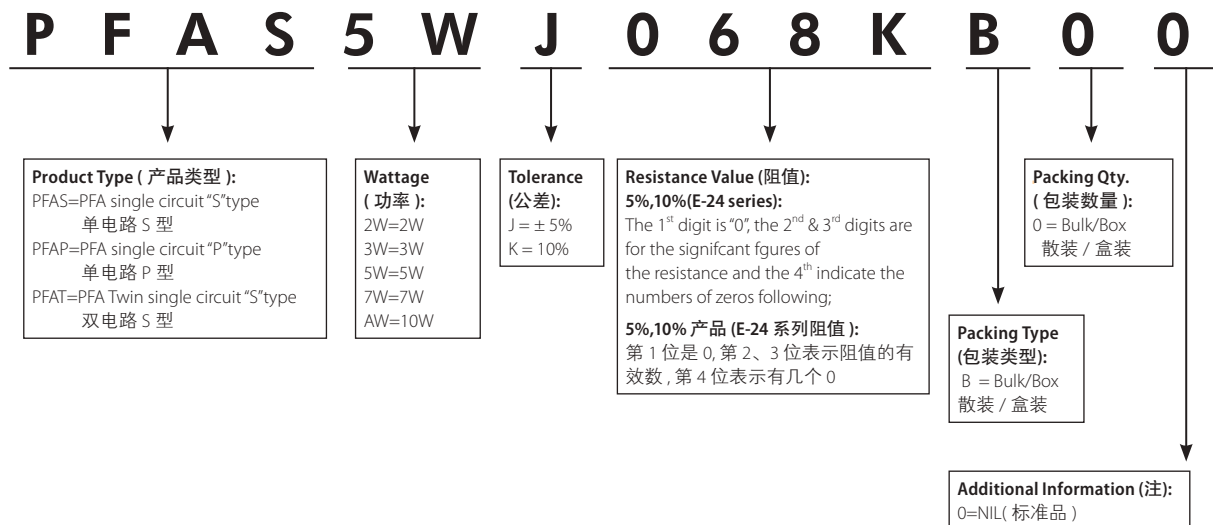 P F A S 5 W J 0 6 8 K B 0 0
Product Type ( 产品类型 ):
PFAS=PFA single circuit “S”type
单电路 S 型
PFAP=PFA single circuit “P”type
单电路 P 型
PFAT=PFA Twin single circuit “S”type
双电路 S 型
Wattage
( 功率 ):
2W=2W
3W=3W
5W=5W
7W=7W
AW=10W
Tolerance
(公差):
J = ± 5%
K = 10%
Resistance Value (阻值):
5%,10%(E-24 series):
The 1st digit is “0”, the 2nd & 3rd digits are
for the signifcant fgures of
the resistance and the 4th indicate the
numbers of zeros following;
5%,10% 产品 (E-24 系列阻值 ):
第 1 位是 0, 第 2、3 位表示阻值的有
效数 , 第 4 位表示有几个 0
Packing Qty.
( 包装数量 ):
0 = Bulk/Box
散装 / 盒装
Packing Type
(包装类型):
B = Bulk/Box
散装 / 盒装
Additional Information (注):
0=NIL( 标准品 )